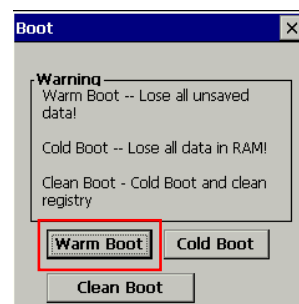 Boot
Warning
Warm Boot -- Lose all unsaved
data!
Cold Boot -- Lose all data in RAM!
Clean Boot - Cold Boot and clean
registry
Warm Boot Cold Boot
Clean Boot